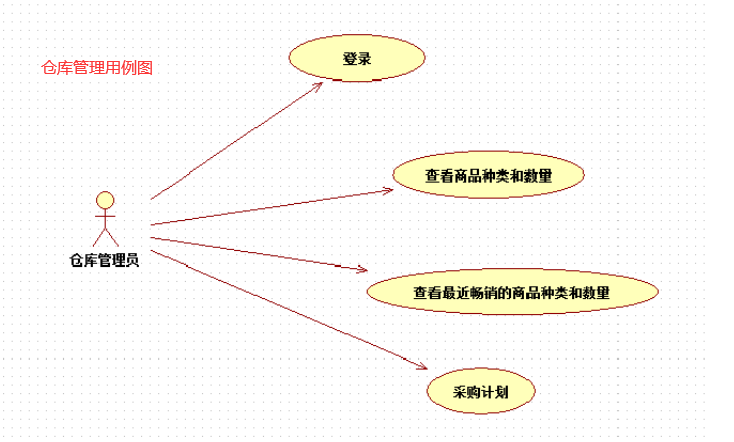 登录
仓库管理用例图
查看商品种类和数量
仓库管理员
查看最近畅销的商品种类和数量
采购计划